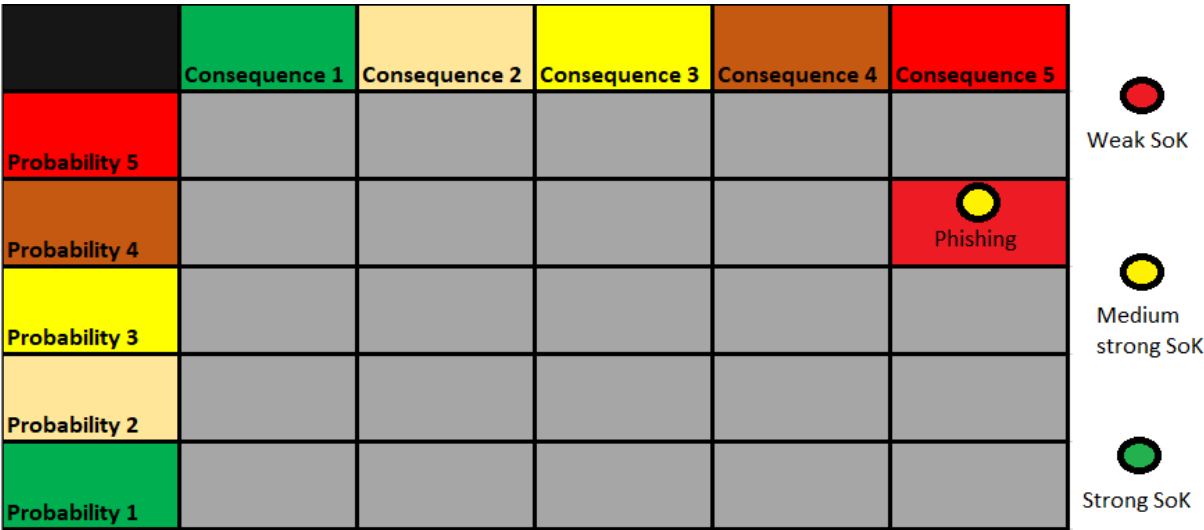 Consequence 1 Consequence 2 Consequence 3 Consequence 4 Consequence 5
Weak SoK
Probability 5
Probability 4
Phishing
Medium
strong SoK
Probability 3
Probability 2
Strong SoK
Probability 1